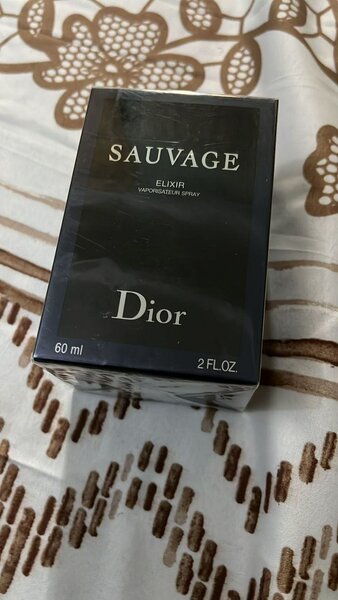 SAUVAGE
ELIXIR
VAPORISATEUR SPRAY
Dior
60 ml 2 FL.OZ.